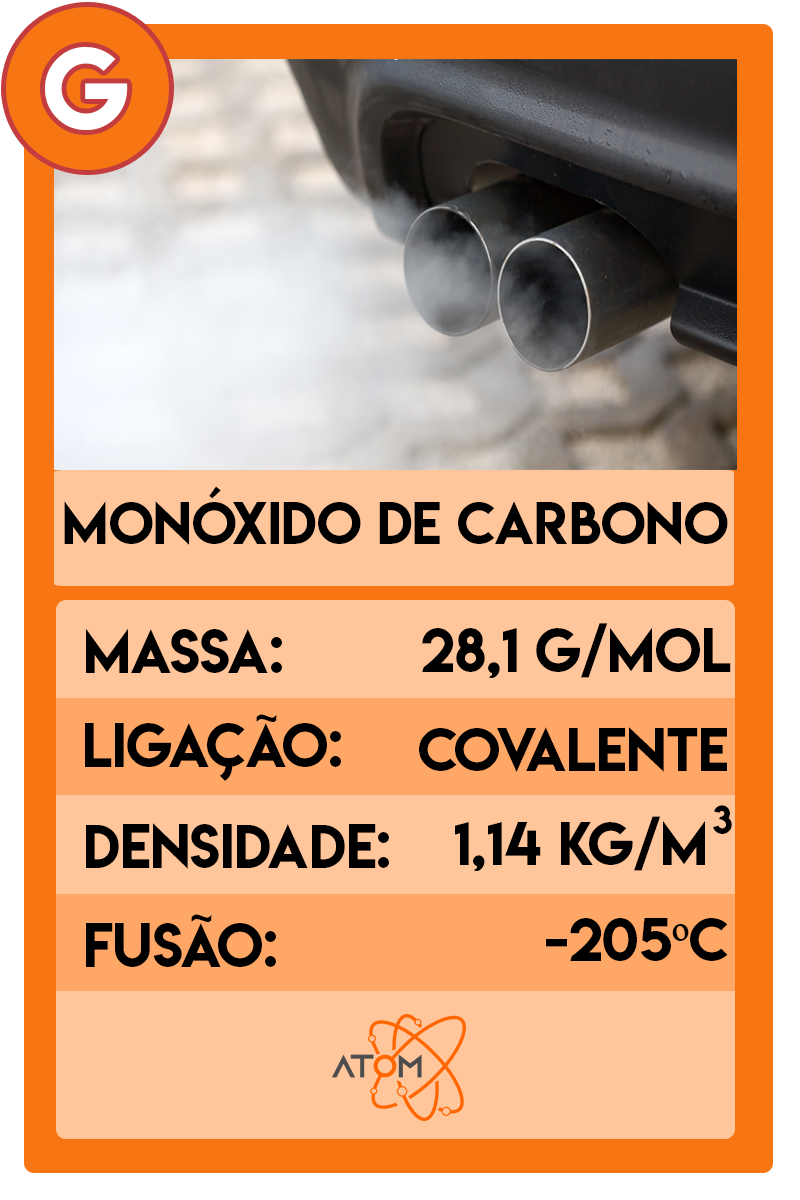 G
MONÓXIDO DE CARBONO
MASSA: 28,1 G/MOL
LIGAÇÃO: COVALENTE
DENSIDADE: 1,14 KG/M³
FUSÃO: -205ºC
ATOM